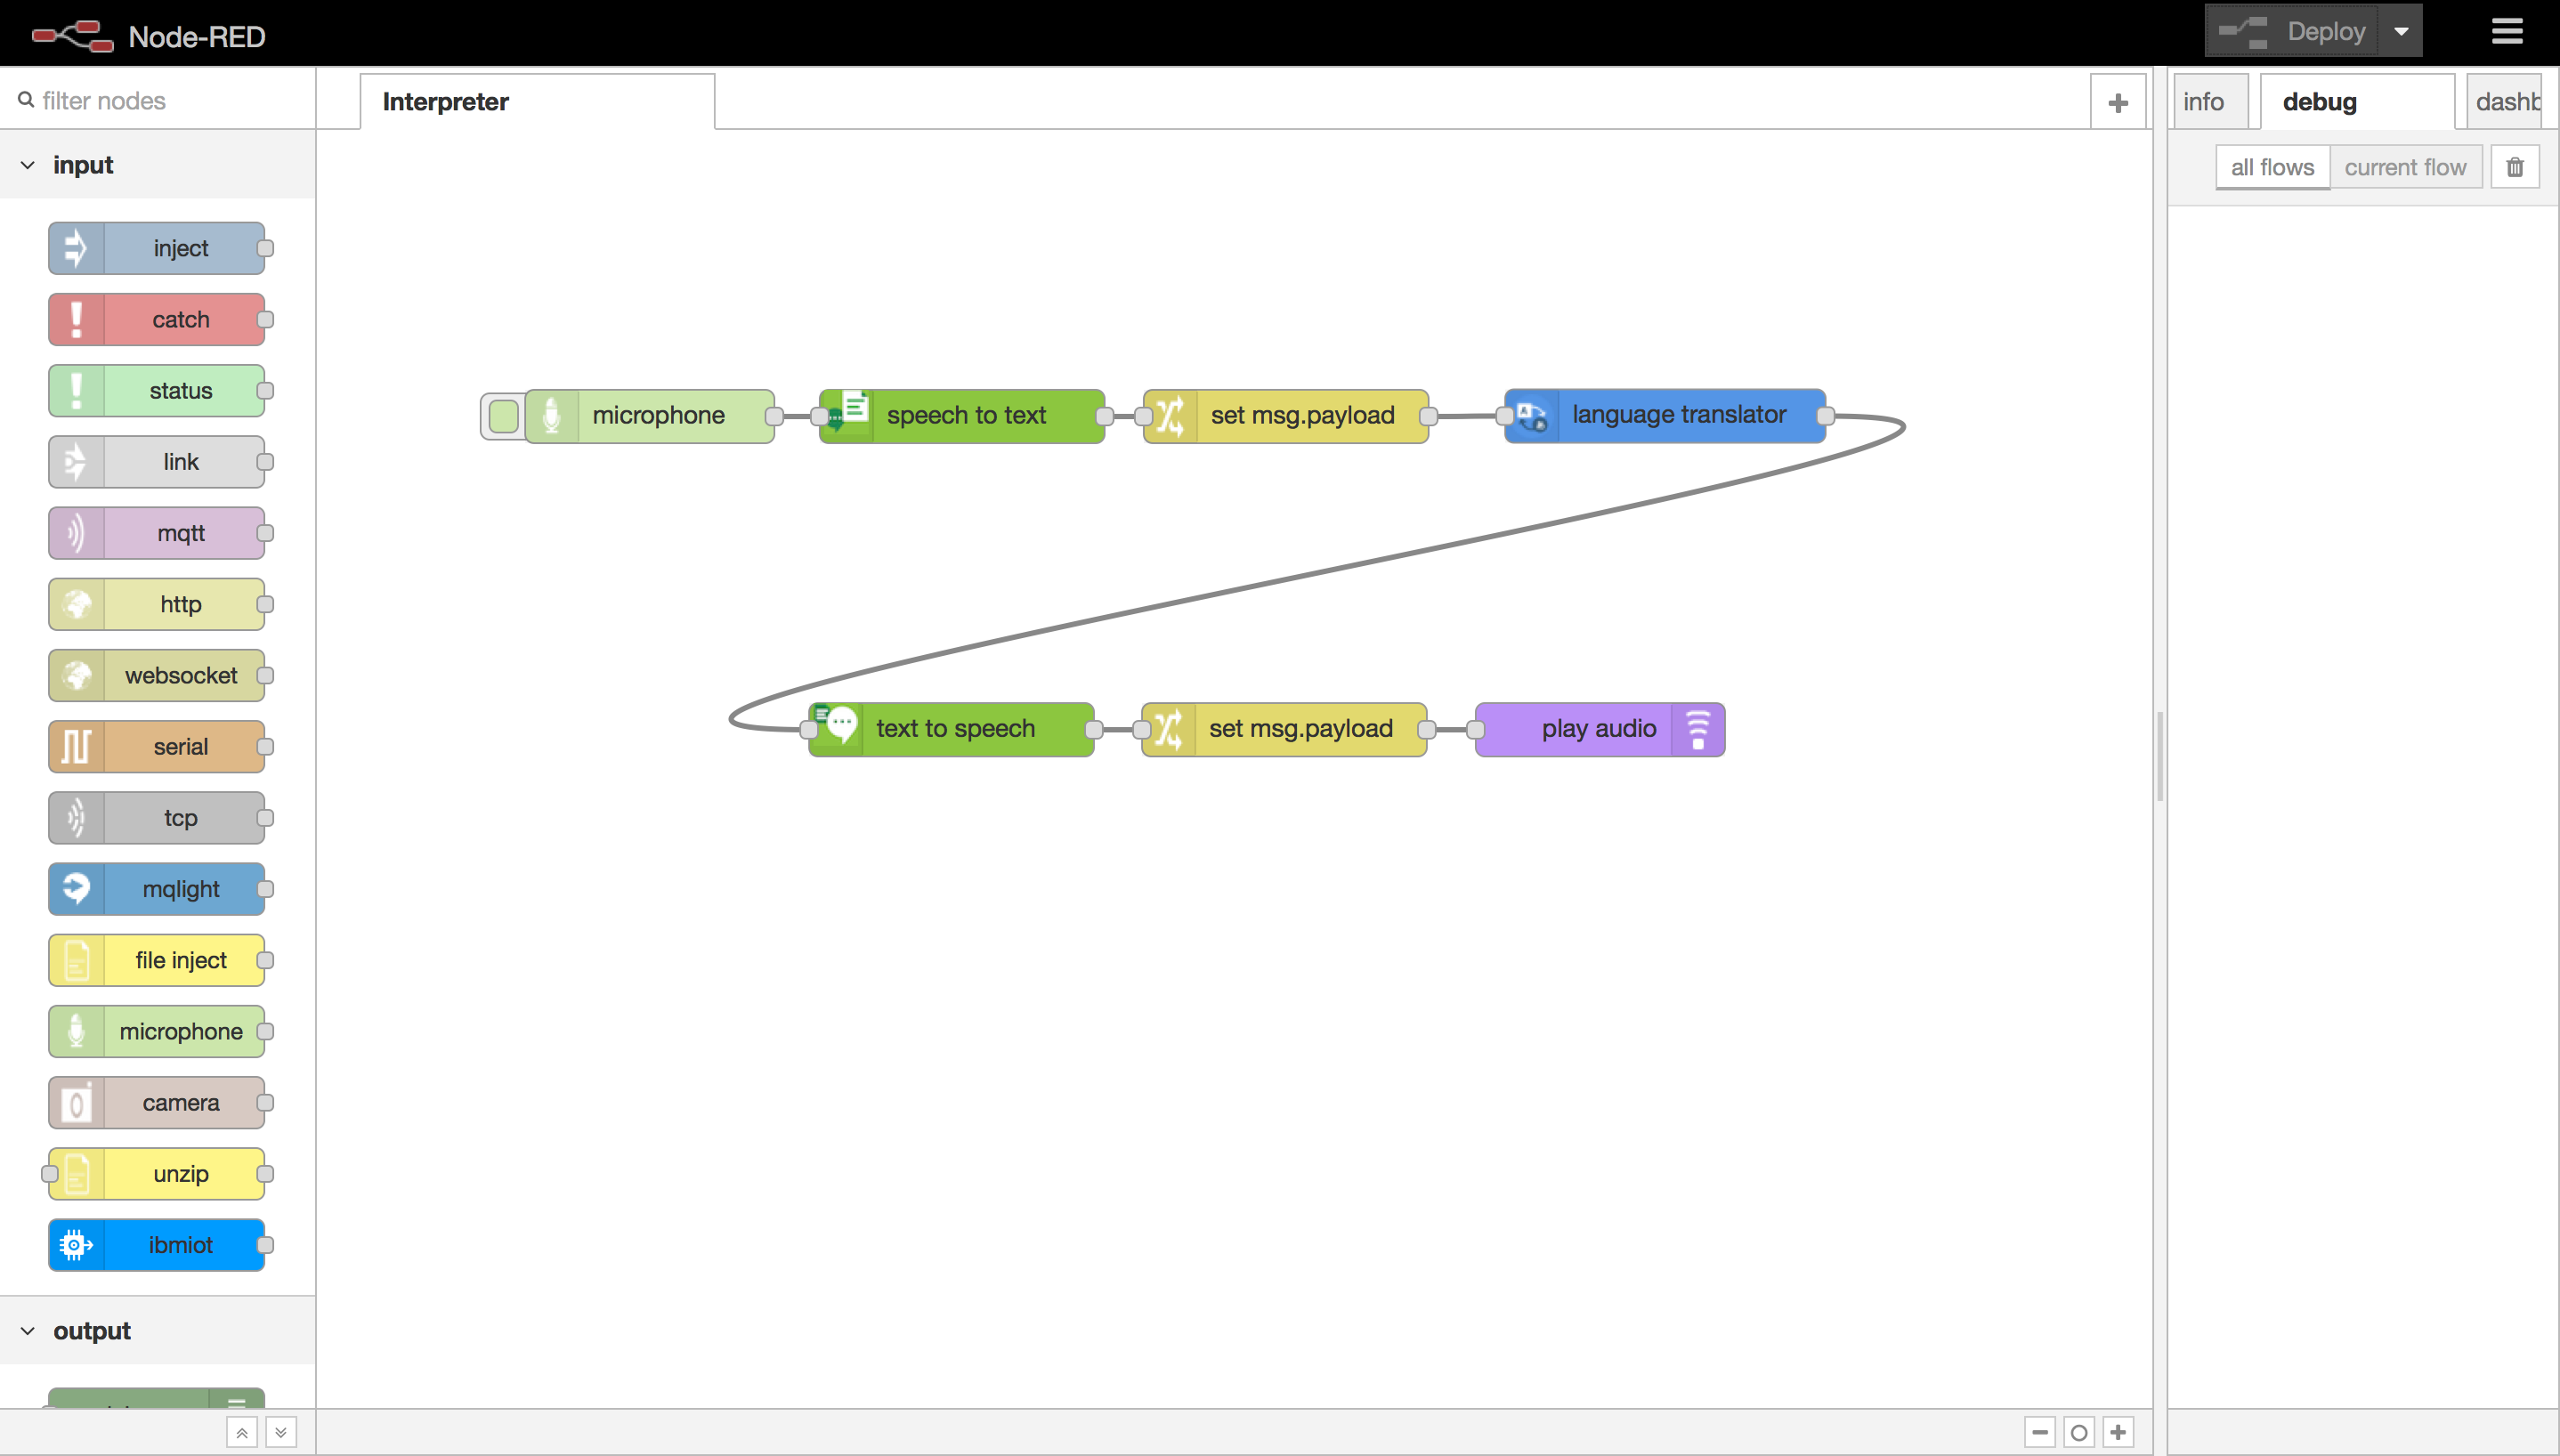 Node-RED
Deploy
filter nodes
Interpreter
info
debug
dashb
all flows
current flow
input
inject
catch
status
link
mqtt
http
websocket
serial
tcp
mqlight
file inject
microphone
camera
unzip
ibmiot
output
microphone
speech to text
set msg.payload
language translator
text to speech
set msg.payload
play audio